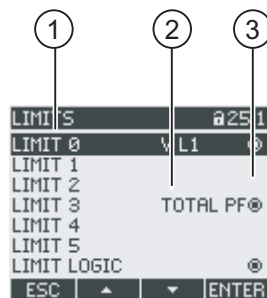 1 2 3
LIMITS 25.1
LIMIT 0 V L1
LIMIT 1
LIMIT 2
LIMIT 3 TOTAL PF
LIMIT 4
LIMIT 5
LIMIT LOGIC
ESC ENTER